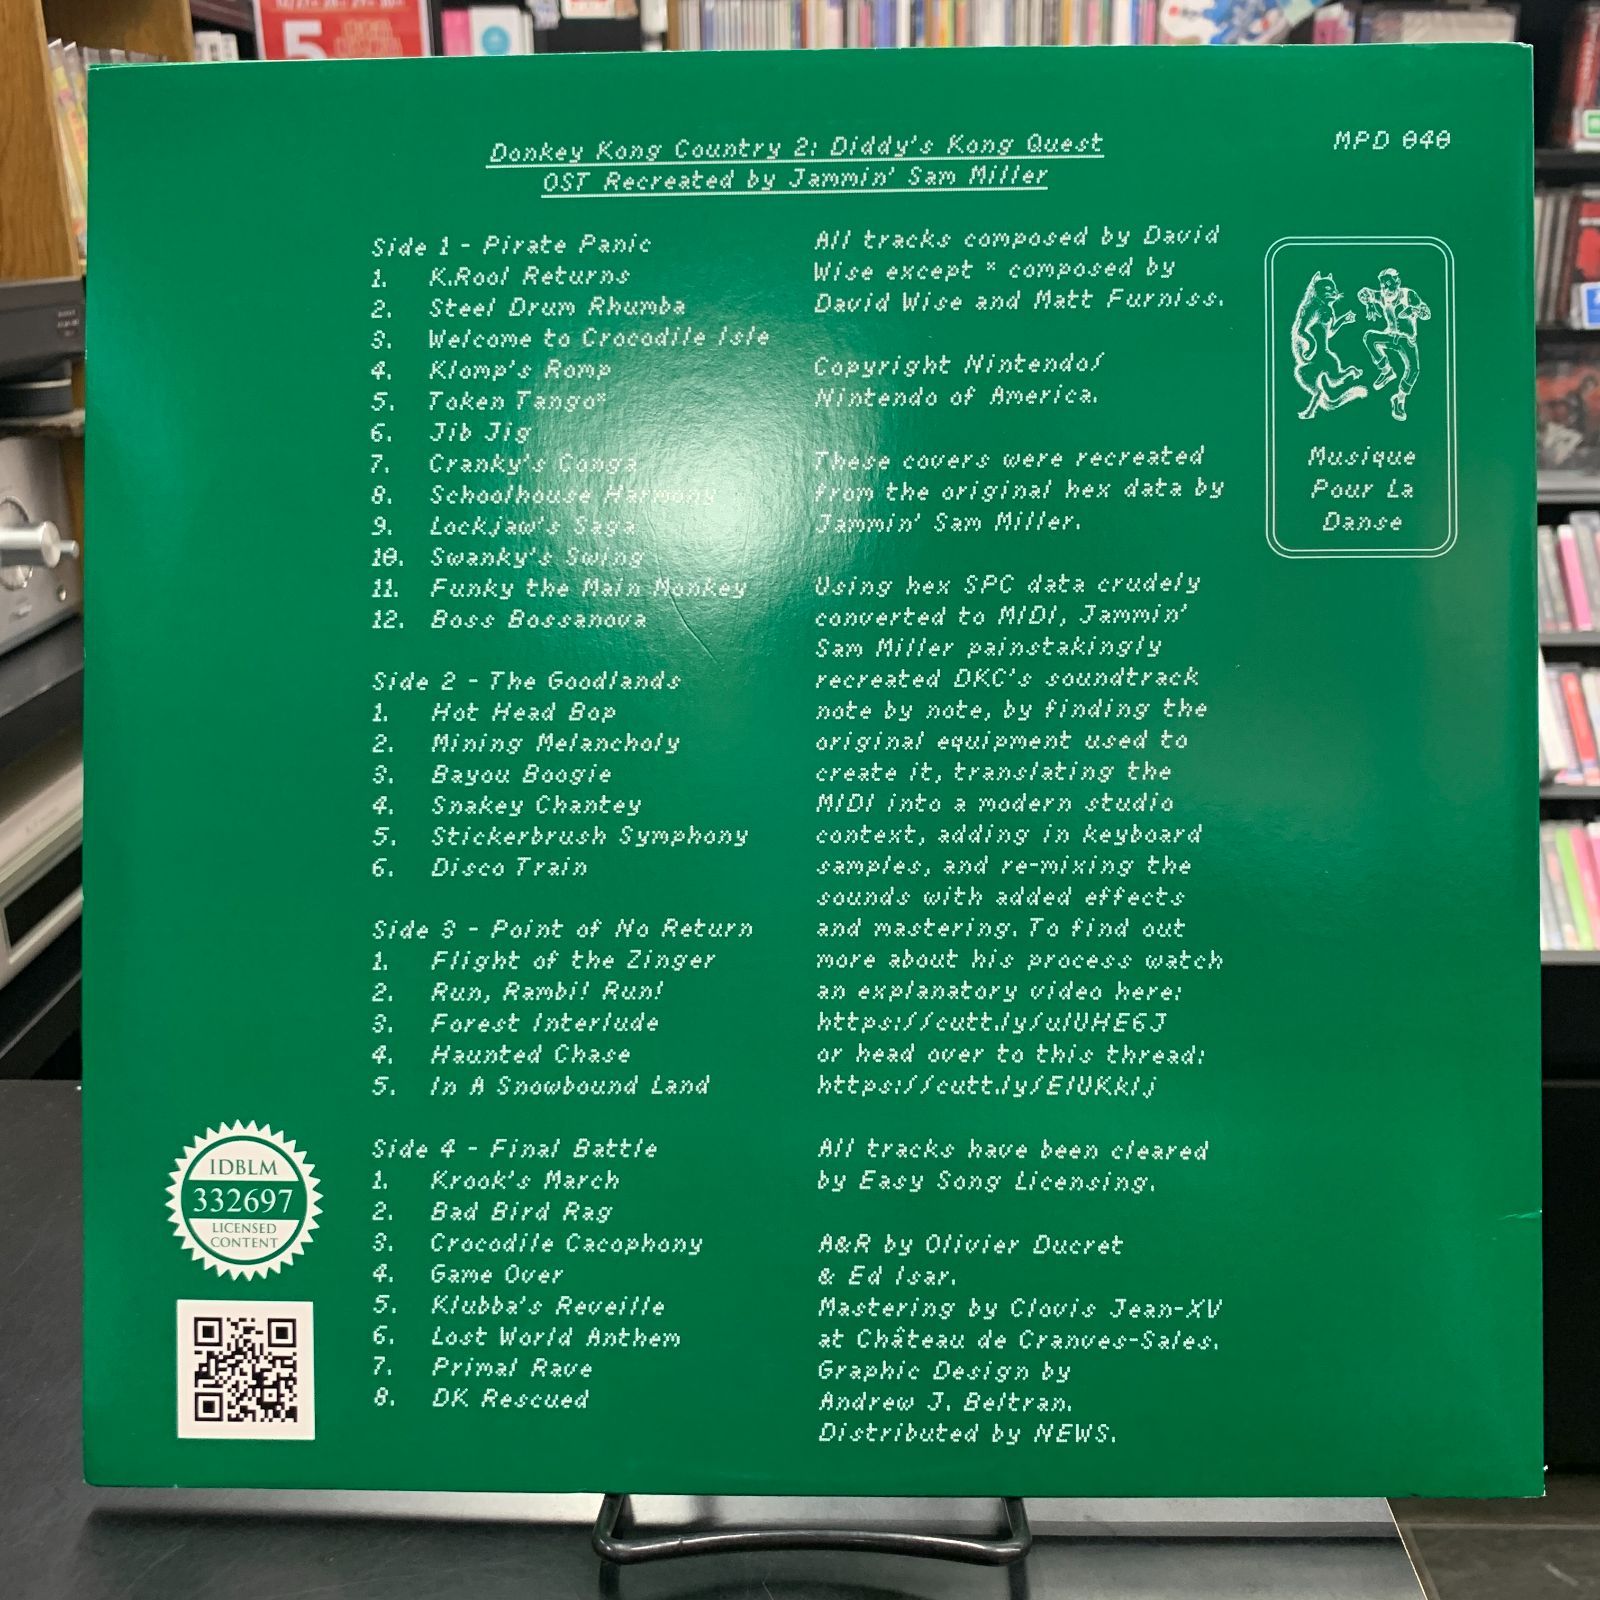 Donkey Kong Country 2: Diddy's Kong Quest
OST Recreated by Jammin' Sam Miller
MPD 040
Side 1 - Pirate Panic
1. K.Rool Returns
2. Steel Drum Rhumba
3. Welcome to Crocodile Isle
4. Klomp's Romp
5. Token Tango*
6. Jib Jig
7. Cranky's Conga
8. Schoolhouse Harmony
9. Lockjaw's Saga
10. Swanky's Swing
11. Funky the Main Monkey
12. Boss Bossanova
Side 2 - The Goodlands
1. Hot Head Bop
2. Mining Melancholy
3. Bayou Boogie
4. Snakey Chantey
5. Stickerbrush Symphony
6. Disco Train
Side 3 - Point of No Return
1. Flight of the Zinger
2. Run, Rambi! Run!
3. Forest Interlude
4. Haunted Chase
5. In A Snowbound Land
Side 4 - Final Battle
1. Krook's March
2. Bad Bird Rag
3. Crocodile Cacophony
4. Game Over
5. Klubba's Reveille
6. Lost World Anthem
7. Primal Rave
8. DK Rescued
All tracks composed by David
Wise except * composed by
David Wise and Matt Furniss.
Copyright Nintendo/
Nintendo of America.
These covers were recreated
from the original hex data by
Jammin' Sam Miller.
Using hex SPC data crudely
converted to MIDI, Jammin'
Sam Miller painstakingly
recreated DKC's soundtrack
note by note, by finding the
original equipment used to
create it, translating the
MIDI into a modern studio
context, adding in keyboard
samples, and re-mixing the
sounds with added effects
and mastering. To find out
more about his process watch
an explanatory video here:
https://cutt.ly/ulUHE6J
or head over to this thread:
https://cutt.ly/ElUKkIj
All tracks have been cleared
by Easy Song Licensing.
A&R by Olivier Ducret
& Ed Isar.
Mastering by Clovis Jean-XV
at Château de Cranves-Sales.
Graphic Design by
Andrew J. Beltran.
Distributed by NEWS.
Musique
Pour La
Danse
IDBLM
332697
LICENSED
CONTENT
5